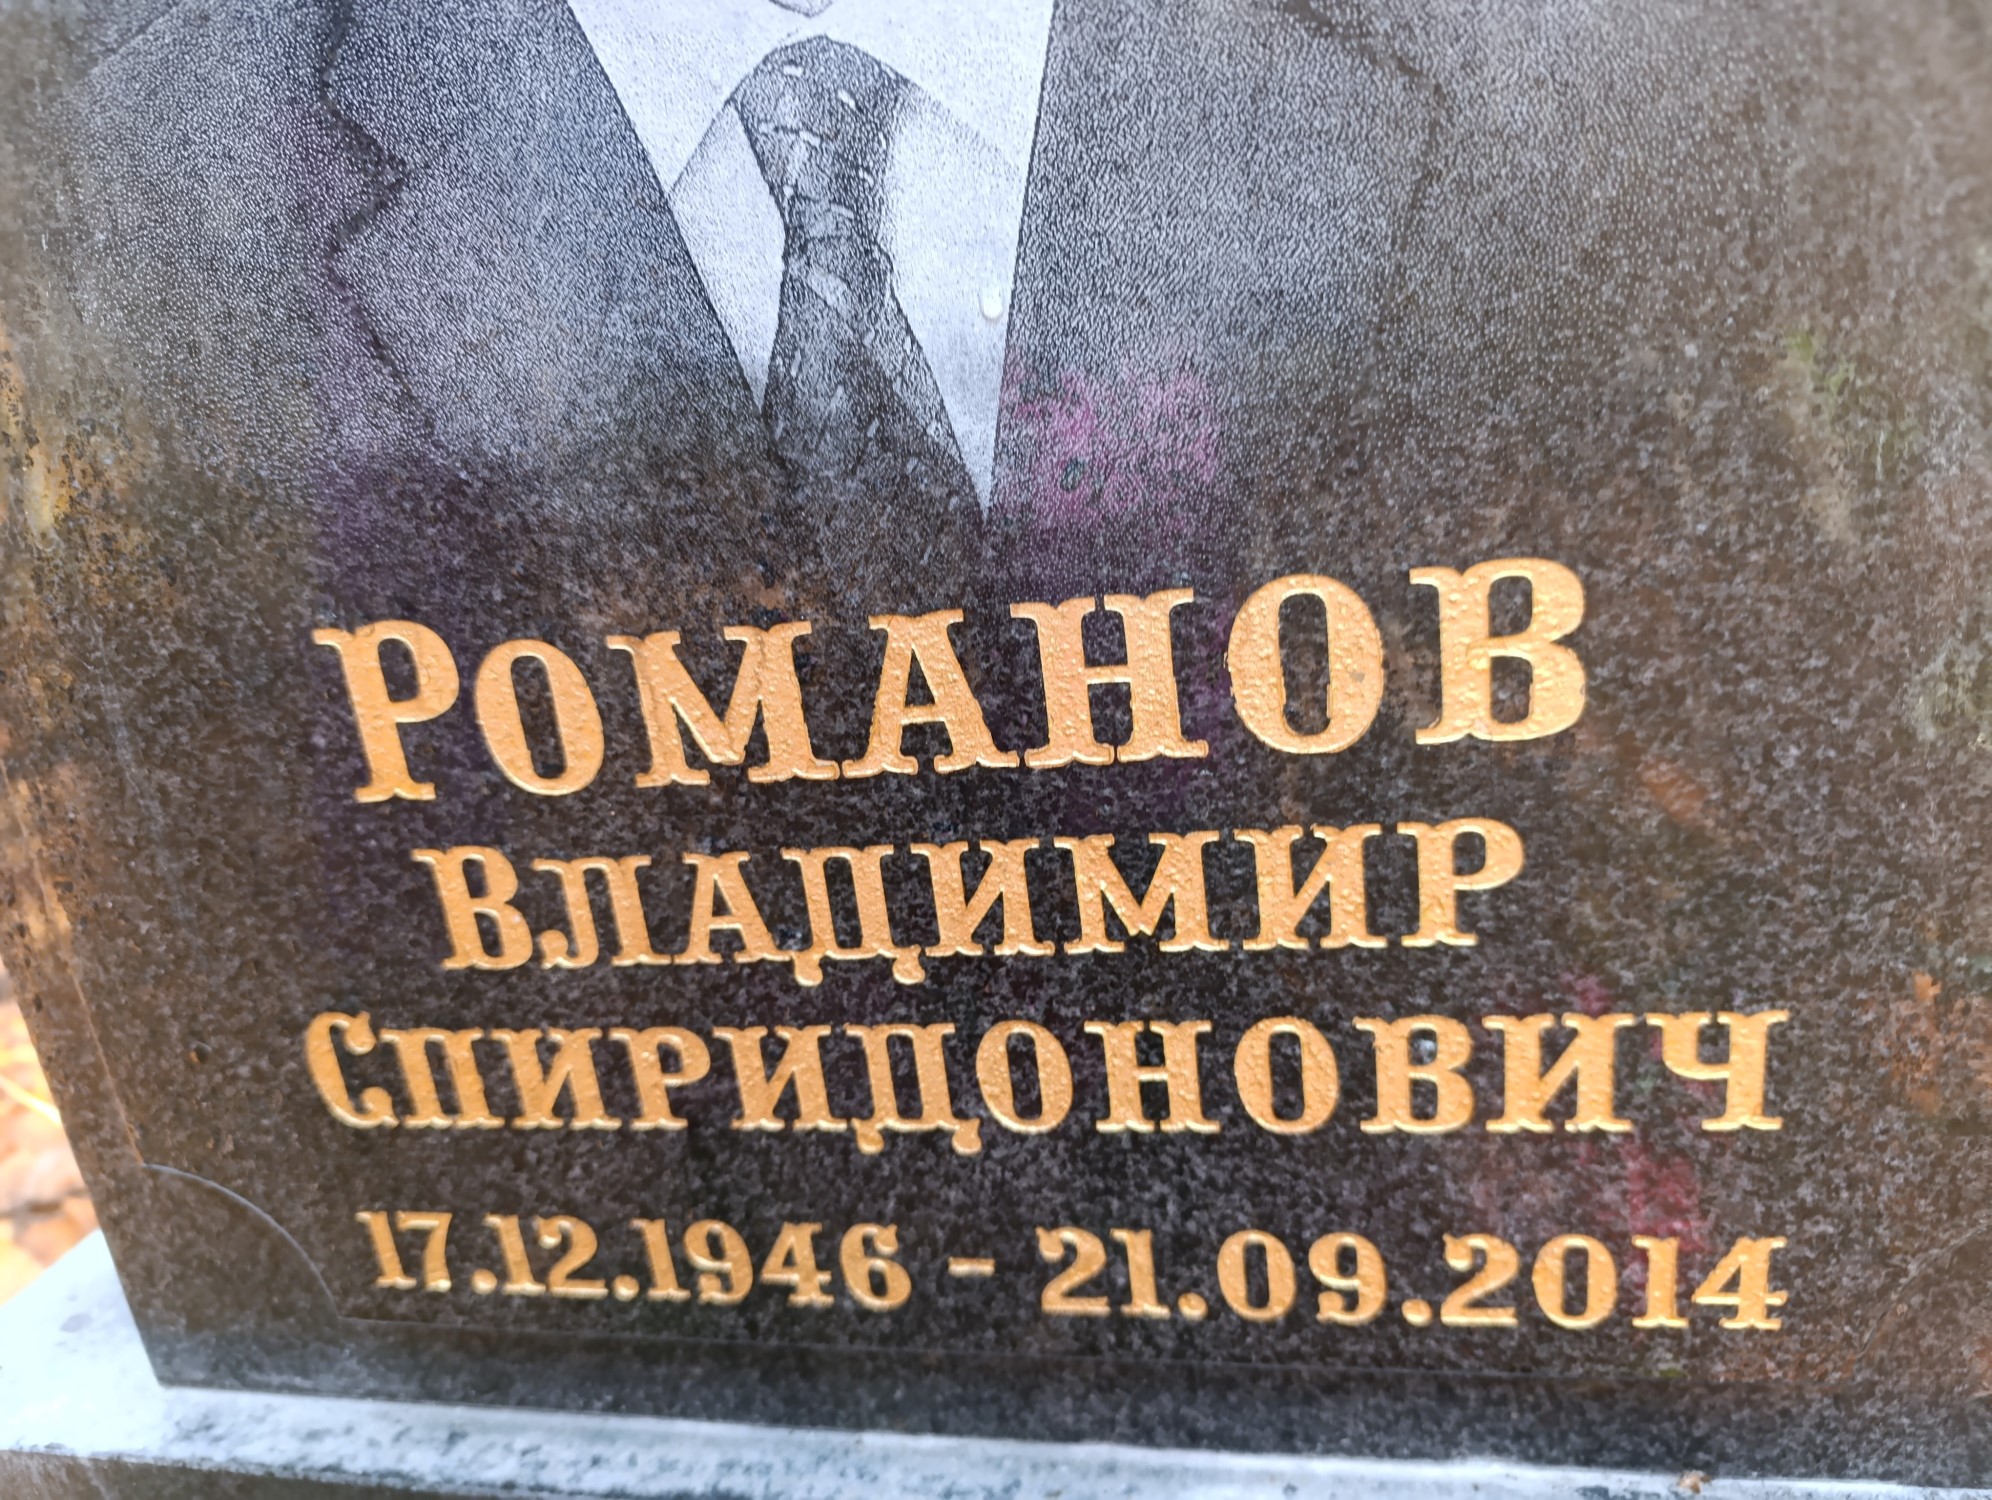 РОМАНОВ
ВЛАДИМИР
СПИРИДОНОВИЧ
17.12.1946 - 21.09.2014